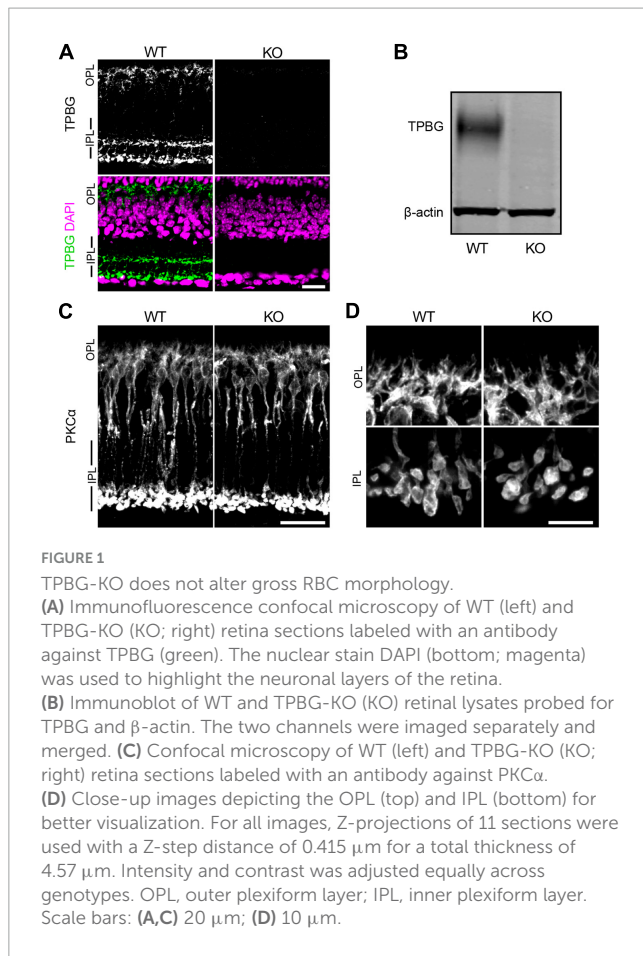 A
WT
KO
OPL
TPBG
IPL
OPL
TPBG DAPI
IPL
B
TPBG
β-actin
WT
KO
C
WT
KO
OPL
PKCα
IPL
D
WT
KO
OPL
IPL
FIGURE 1
TPBG-KO does not alter gross RBC morphology.
(A) Immunofluorescence confocal microscopy of WT (left) and
TPBG-KO (KO; right) retina sections labeled with an antibody
against TPBG (green). The nuclear stain DAPI (bottom; magenta)
was used to highlight the neuronal layers of the retina.
(B) Immunoblot of WT and TPBG-KO (KO) retinal lysates probed for
TPBG and β-actin. The two channels were imaged separately and
merged. (C) Confocal microscopy of WT (left) and TPBG-KO (KO;
right) retina sections labeled with an antibody against PKCα.
(D) Close-up images depicting the OPL (top) and IPL (bottom) for
better visualization. For all images, Z-projections of 11 sections were
used with a Z-step distance of 0.415 μm for a total thickness of
4.57 μm. Intensity and contrast was adjusted equally across
genotypes. OPL, outer plexiform layer; IPL, inner plexiform layer.
Scale bars: (A,C) 20 μm; (D) 10 μm.